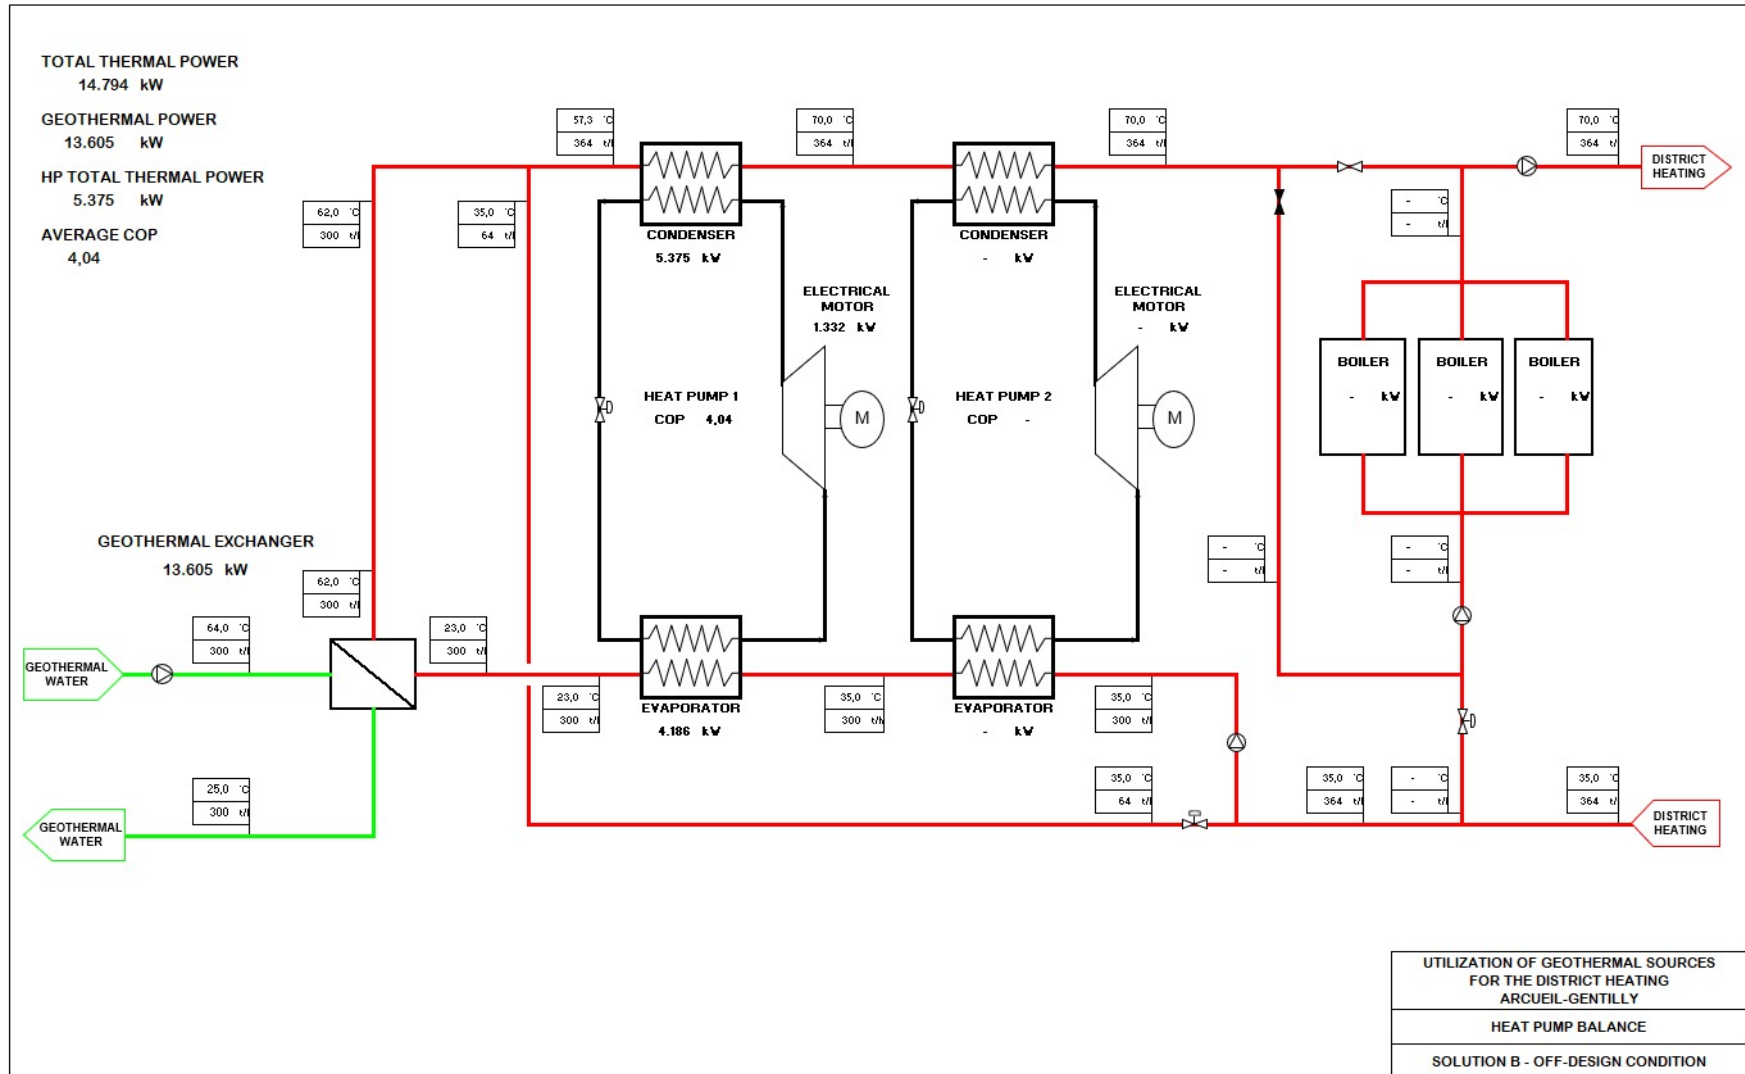 TOTAL THERMAL POWER
14.794 kW
GEOTHERMAL POWER
13.605 kW
HP TOTAL THERMAL POWER
5.375 kW
AVERAGE COP
4,04
57,3 °C
364 t/l
70,0 °C
364 t/l
70,0 °C
364 t/l
70,0 °C
364 t/l
DISTRICT
HEATING
62,0 °C
300 t/l
35,0 °C
64 t/l
- °C
- t/l
CONDENSER
5.375 kW
CONDENSER
- kW
ELECTRICAL
MOTOR
1.332 kW
ELECTRICAL
MOTOR
- kW
HEAT PUMP 1
COP 4,04
M
HEAT PUMP 2
COP -
M
BOILER
- kW
BOILER
- kW
BOILER
- kW
GEOTHERMAL EXCHANGER
13.605 kW
62,0 °C
300 t/l
- °C
- t/l
- °C
- t/l
64,0 °C
300 t/l
23,0 °C
300 t/l
GEOTHERMAL
WATER
23,0 °C
300 t/l
EVAPORATOR
4.186 kW
35,0 °C
300 t/h
EVAPORATOR
- kW
35,0 °C
300 t/l
25,0 °C
300 t/l
35,0 °C
64 t/l
35,0 °C
364 t/l
- °C
- t/l
35,0 °C
364 t/l
GEOTHERMAL
WATER
DISTRICT
HEATING
UTILIZATION OF GEOTHERMAL SOURCES
FOR THE DISTRICT HEATING
ARCUEIL-GENTILLY
HEAT PUMP BALANCE
SOLUTION B - OFF-DESIGN CONDITION